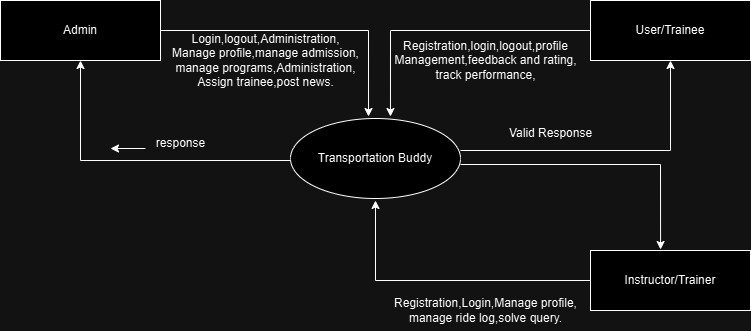 Admin
User/Trainee
Login,logout,Administration,
Manage profile,manage admission,
manage programs,Administration,
Assign trainee,post news.
Registration,login,logout,profile
Management,feedback and rating,
track performance,
response
Valid Response
Transportation Buddy
Instructor/Trainer
Registration,Login,Manage profile,
manage ride log,solve query.